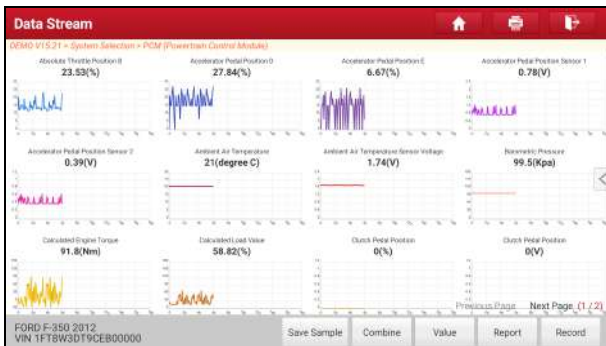 Data Stream
DEMO V15.21 > System Selection > PCM (Powertrain Control Module)
Absolute Throttle Position B
23.53(%)
Accelerator Pedal Position D
27.84(%)
Accelerator Pedal Position E
6.67(%)
Accelerator Pedal Position Sensor 1
0.78(V)
Accelerator Pedal Position Sensor 2
0.39(V)
Ambient Air Temperature
21(degree C)
Ambient Air Temperature Sensor Voltage
1.74(V)
Barometric Pressure
99.5(Kpa)
Calculated Engine Torque
91.8(Nm)
Calculated Load Value
58.82(%)
Clutch Pedal Position
0(%)
Clutch Pedal Position
0(V)
Previous Page Next Page (1 / 2)
FORD F-350 2012
VIN 1FT8W3DT9CEB00000
Save Sample
Combine
Value
Report
Record